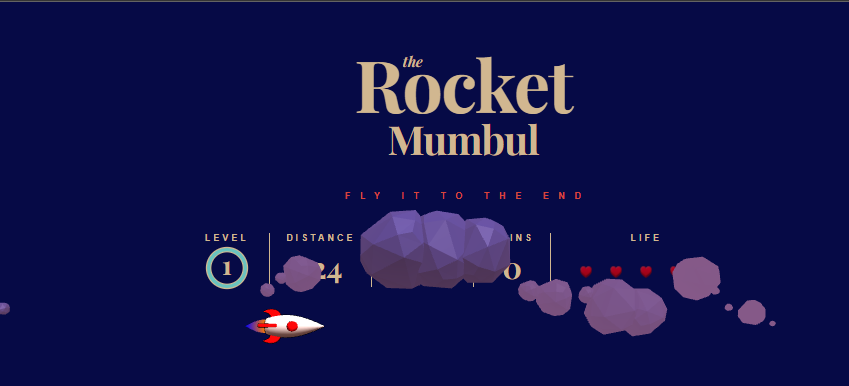 the
Rocket
Mumbul
FLY IT TO THE END
LEVEL DISTANCE LIFE
1